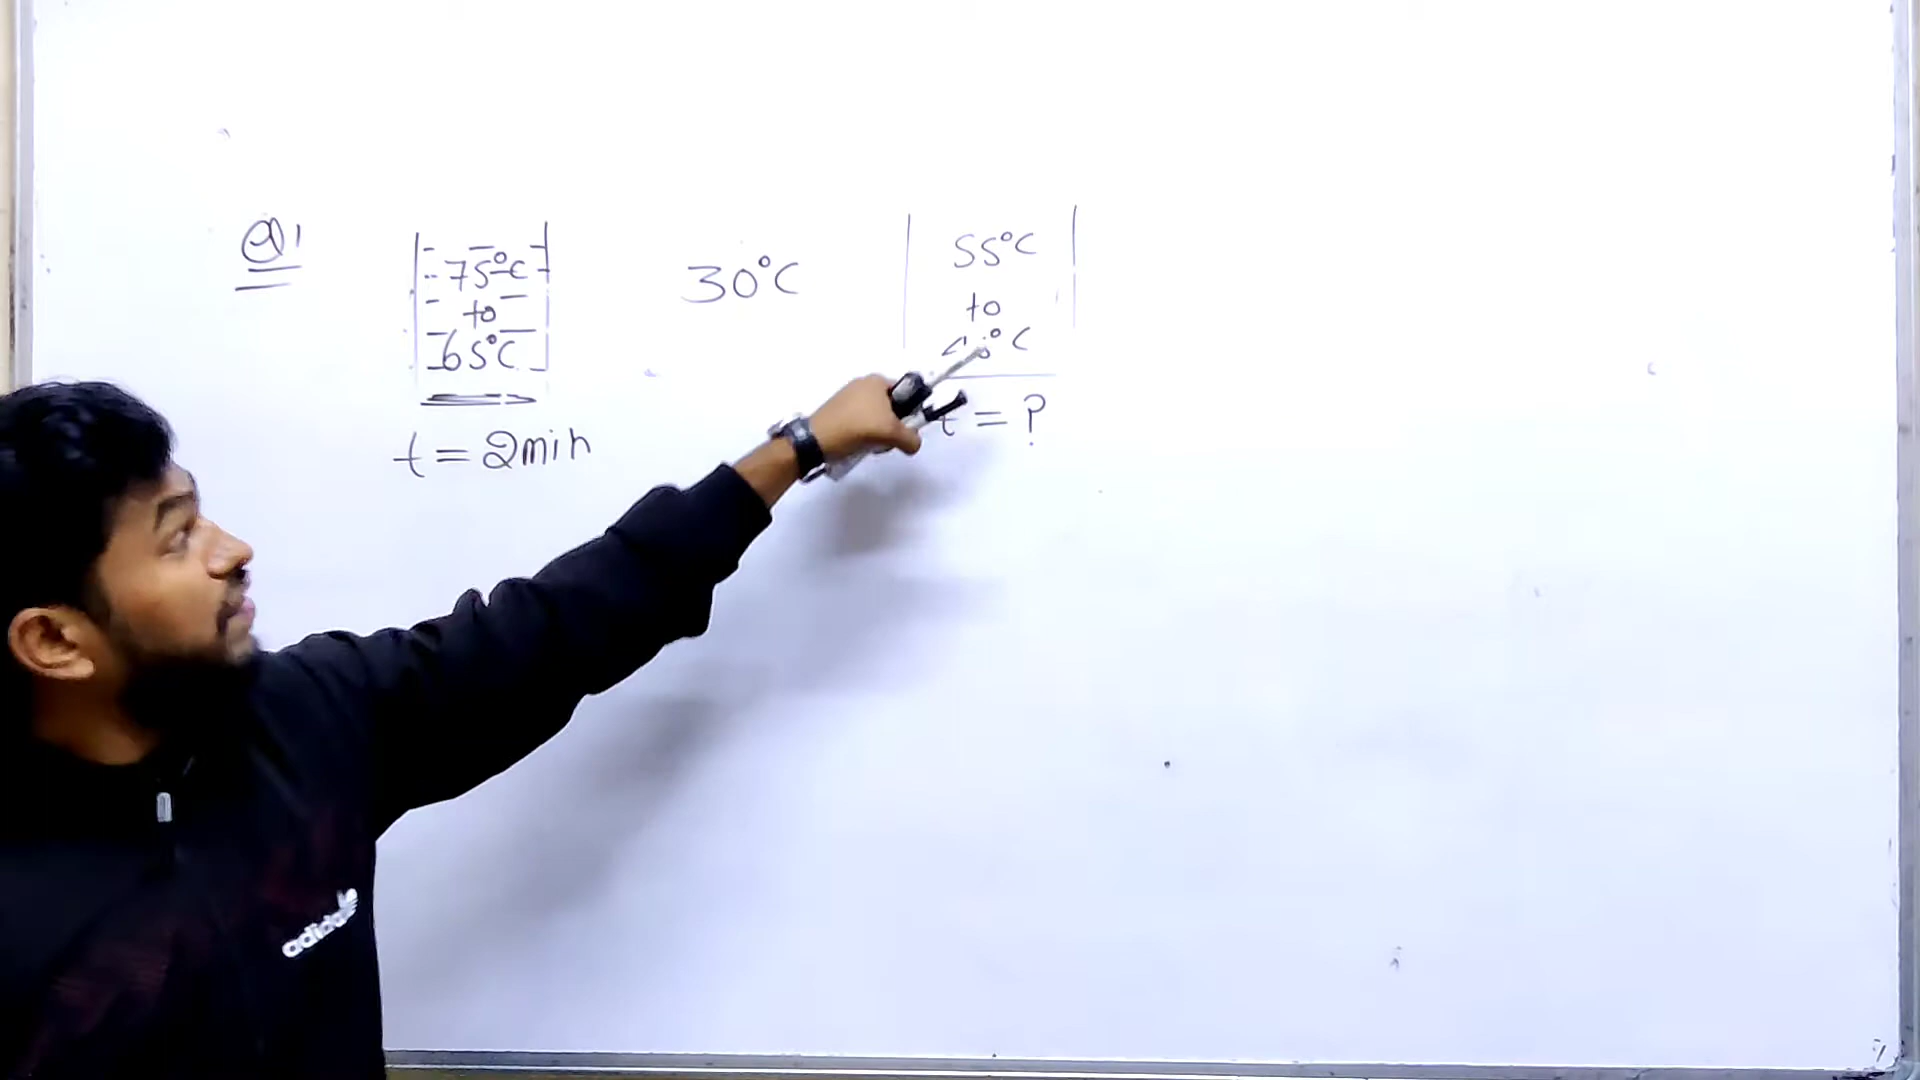 Q1
75°C
to
65°C
t = 2min
30°C
55°C
to
t = ?
adidas